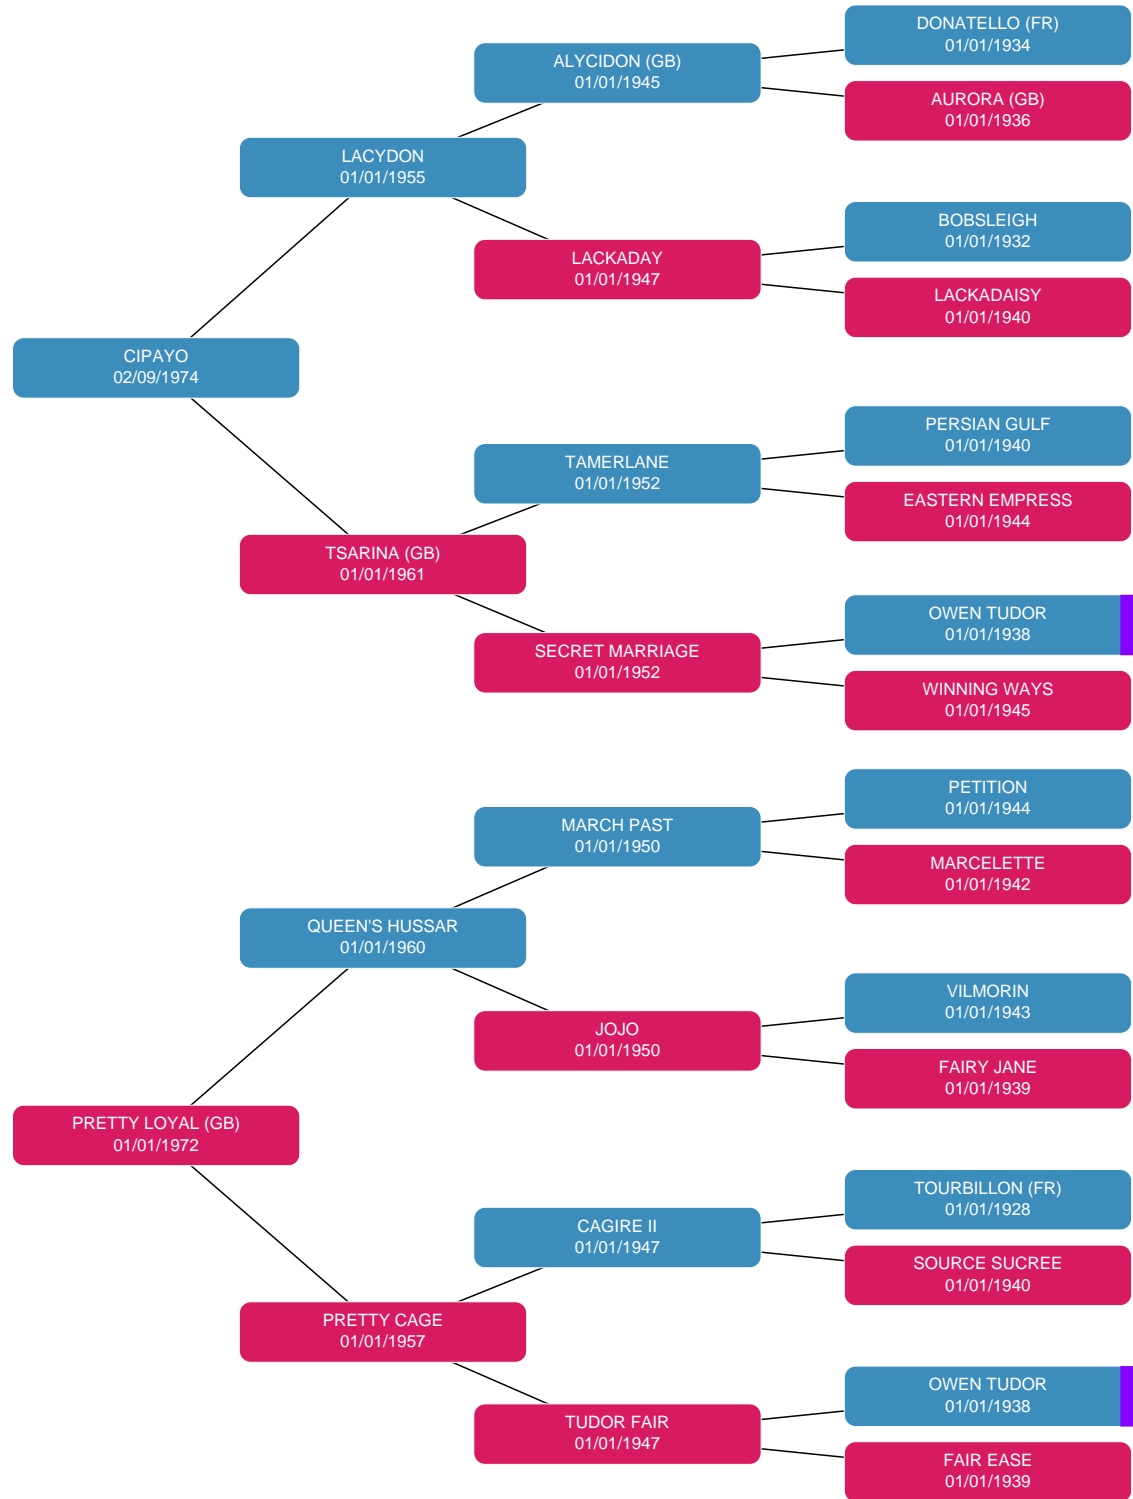 DONATELLO (FR)
01/01/1934
ALYCIDON (GB)
01/01/1945
AURORA (GB)
01/01/1936
LACYDON
01/01/1955
BOBSLEIGH
01/01/1932
LACKADAY
01/01/1947
LACKADAISY
01/01/1940
CIPAYO
02/09/1974
PERSIAN GULF
01/01/1940
TAMERLANE
01/01/1952
EASTERN EMPRESS
01/01/1944
TSARINA (GB)
01/01/1961
OWEN TUDOR
01/01/1938
SECRET MARRIAGE
01/01/1952
WINNING WAYS
01/01/1945
PETITION
01/01/1944
MARCH PAST
01/01/1950
MARCELETTE
01/01/1942
QUEEN'S HUSSAR
01/01/1960
VILMORIN
01/01/1943
JOJO
01/01/1950
FAIRY JANE
01/01/1939
PRETTY LOYAL (GB)
01/01/1972
TOURBILLON (FR)
01/01/1928
CAGIRE II
01/01/1947
SOURCE SUCREE
01/01/1940
PRETTY CAGE
01/01/1957
OWEN TUDOR
01/01/1938
TUDOR FAIR
01/01/1947
FAIR EASE
01/01/1939